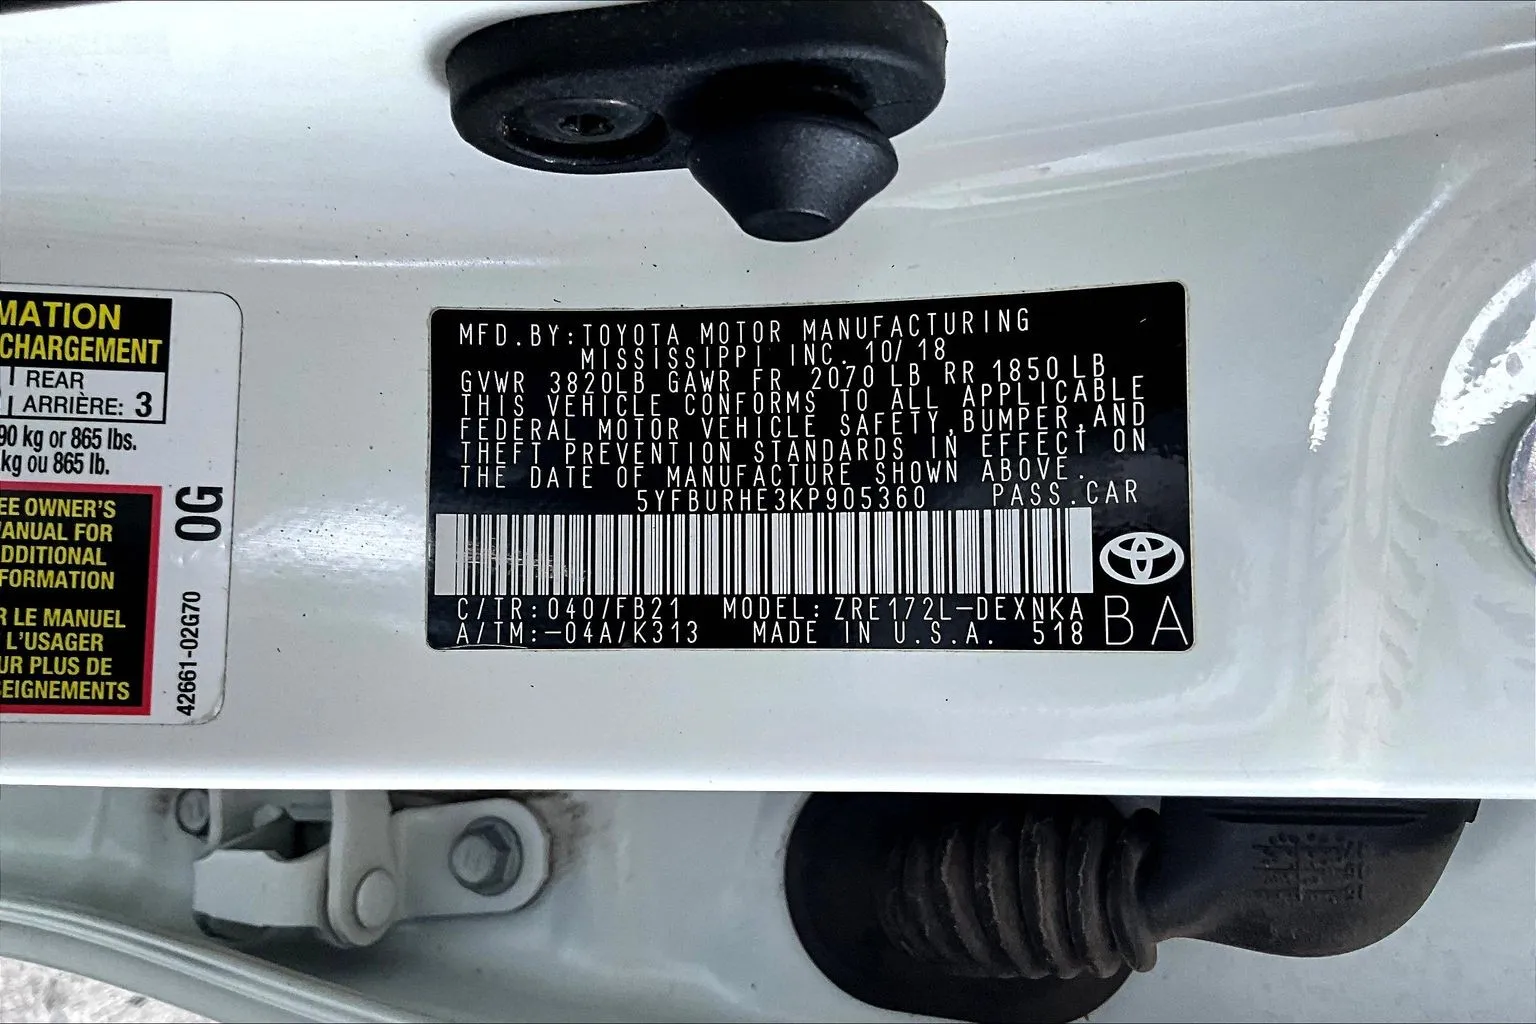 MATION
CHARGEMENT
REAR
ARRIÈRE: 3
90 kg or 865 lbs.
kg ou 865 lb.
EE OWNER'S
ANUAL FOR
DDITIONAL
FORMATION
R LE MANUEL
L'USAGER
UR PLUS DE
SEIGNEMENTS
0G
42661-02G70
MFD.BY:TOYOTA MOTOR MANUFACTURING
MISSISSIPPI INC. 10/18
GVWR 3820LB GAWR FR 2070 LB RR 1850 LB
THIS VEHICLE CONFORMS TO ALL APPLICABLE
FEDERAL MOTOR VEHICLE SAFETY,BUMPER,AND
THEFT PREVENTION STANDARDS IN EFFECT ON
THE DATE OF MANUFACTURE SHOWN ABOVE.
5YFBURHE3KP905360 PASS.CAR
C/TR:040/FB21 MODEL:ZRE172L-DEXNKA
A/TM:-04A/K313 MADE IN U.S.A. 518
BA